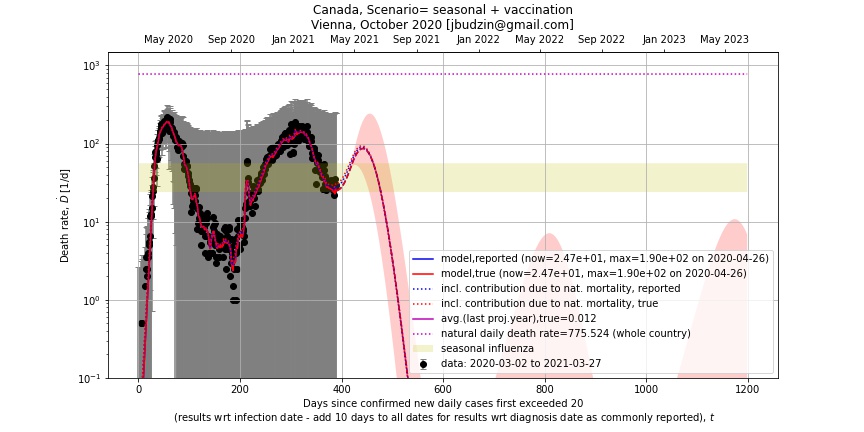 Canada, Scenario= seasonal + vaccination
Vienna, October 2020 [jbudzin@gmail.com]
May 2020 Sep 2020 Jan 2021 May 2021 Sep 2021 Jan 2022 May 2022 Sep 2022 Jan 2023 May 2023
10³
10²
10¹
10⁰
10⁻¹
Death rate, Ḋ [1/d]
model,reported (now=2.47e+01, max=1.90e+02 on 2020-04-26)
model,true (now=2.47e+01, max=1.90e+02 on 2020-04-26)
incl. contribution due to nat. mortality, reported
incl. contribution due to nat. mortality, true
avg.(last proj.year),true=0.012
natural daily death rate=775.524 (whole country)
seasonal influenza
data: 2020-03-02 to 2021-03-27
0 200 400 600 800 1000 1200
Days since confirmed new daily cases first exceeded 20
(results wrt infection date - add 10 days to all dates for results wrt diagnosis date as commonly reported), t